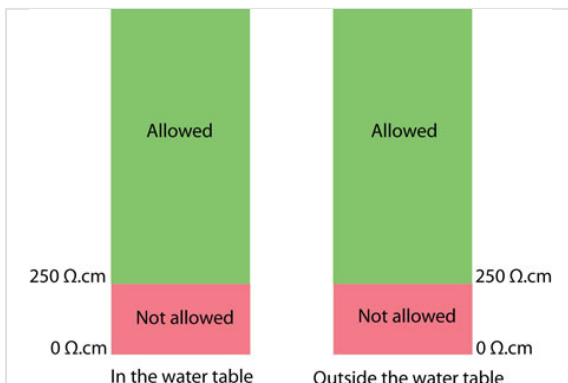 Allowed
Allowed
250 Ω.cm
250 Ω.cm
Not allowed
Not allowed
0 Ω.cm
0 Ω.cm
In the water table
Outside the water table